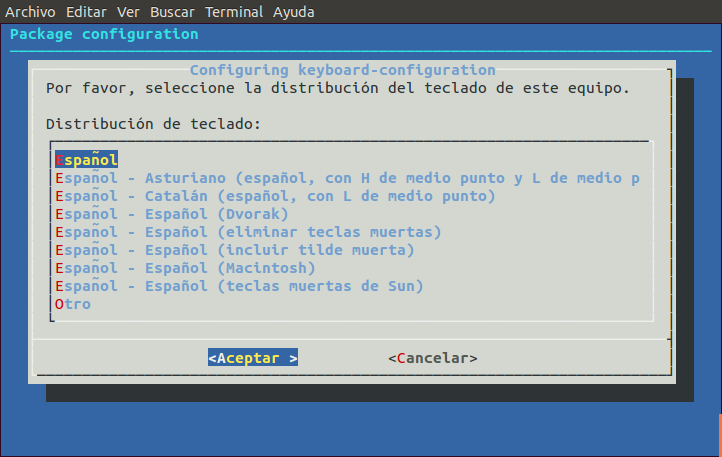 Archivo Editar Ver Buscar Terminal Ayuda
Package configuration
Configuring keyboard-configuration
Por favor, seleccione la distribución del teclado de este equipo.
Distribución de teclado:
Español
Español - Asturiano (español, con H de medio punto y L de medio p
Español - Catalán (español, con L de medio punto)
Español - Español (Dvorak)
Español - Español (eliminar teclas muertas)
Español - Español (incluir tilde muerta)
Español - Español (Macintosh)
Español - Español (teclas muertas de Sun)
Otro
<Aceptar > <Cancelar>